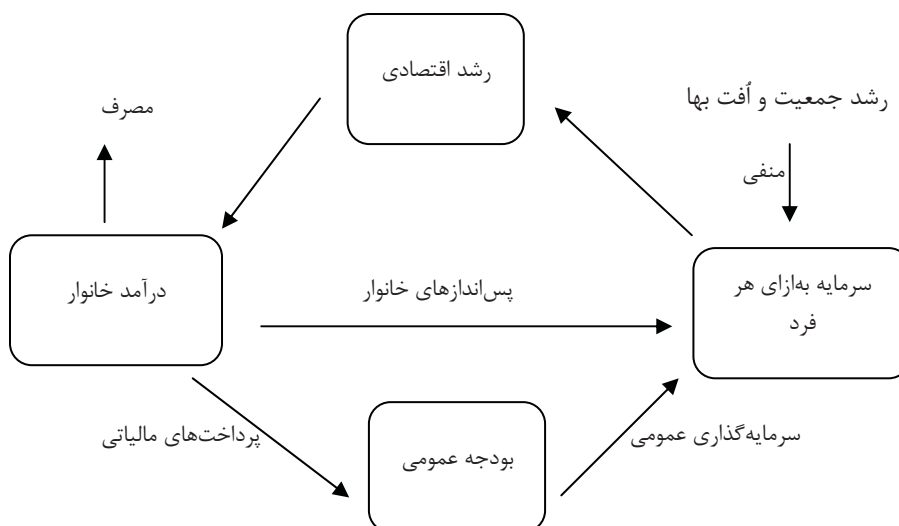 رشد اقتصادی
رشد جمعیت و اُفت بها
مصرف
منفی
درآمد خانوار
پس‌اندازهای خانوار
سرمایه به‌ازای هر
فرد
پرداخت‌های مالیاتی
بودجه عمومی
سرمایه‌گذاری عمومی